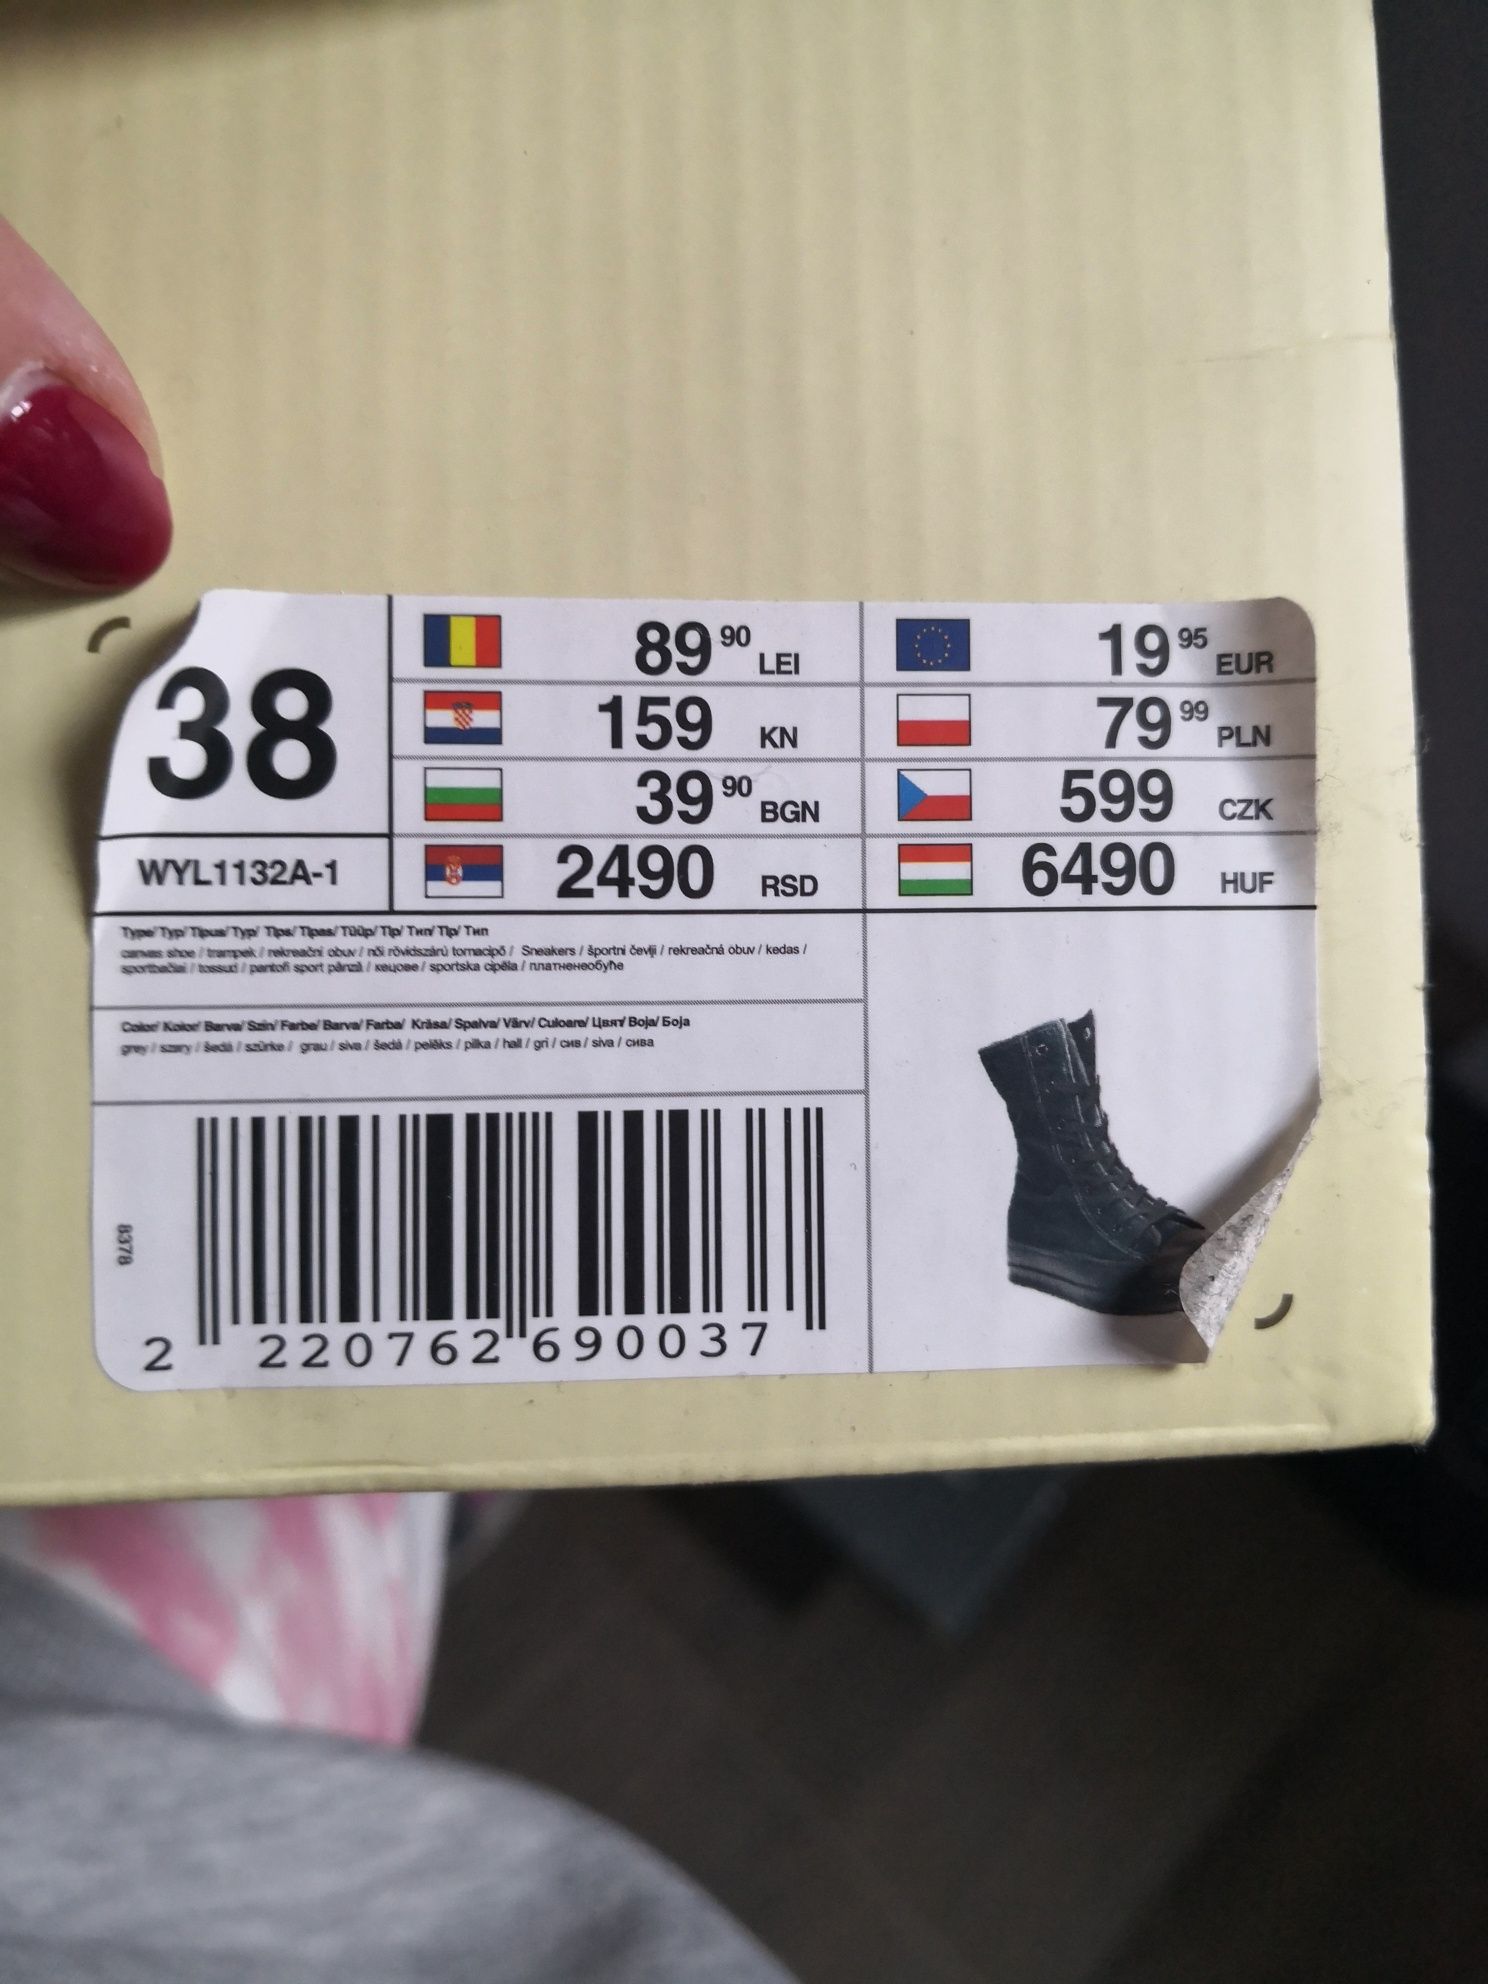 38
WYL1132A-1
89 90 LEI
159 KN
39 90 BGN
2490 RSD
19 95 EUR
79 99 PLN
599 CZK
6490 HUF
Type/ Typ/ Tipus/ Typ/ Tips/ Tipas/ Tüüp/ Tip/ Тип/ Tip/ Тип
canvas shoe / trampek / rekreační obuv / női rövidszárú tornacipő / Sneakers / športni čevlji / rekreačná obuv / kedas /
sportbačiai / tossud / pantofi sport pânză / кецове / sportska cipela / платненеобуће
Color/ Kolor/ Barva/ Szín/ Farbe/ Barva/ Farba/ Krāsa/ Spalva/ Värv/ Culoare/ Цвят/ Boja/ Боја
grey / szary / šedá / szürke / grau / siva / šedá / pelēks / pilka / hall / gri / сив / siva / сива
8378
2 220762 690037